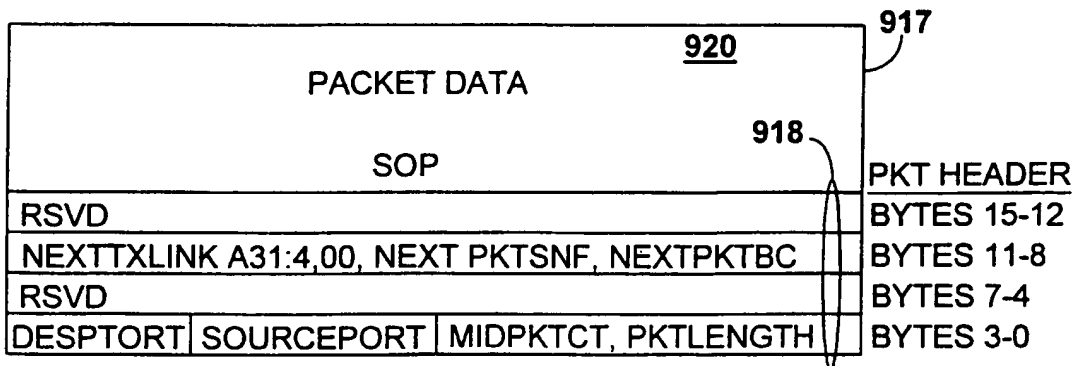 917
920
PACKET DATA
918
SOP
PKT HEADER
RSVD BYTES 15-12
NEXTTXLINK A31:4,00, NEXT PKTSNF, NEXTPKTBC BYTES 11-8
RSVD BYTES 7-4
DESPTORT SOURCEPORT MIDPKTCT, PKTLENGTH BYTES 3-0